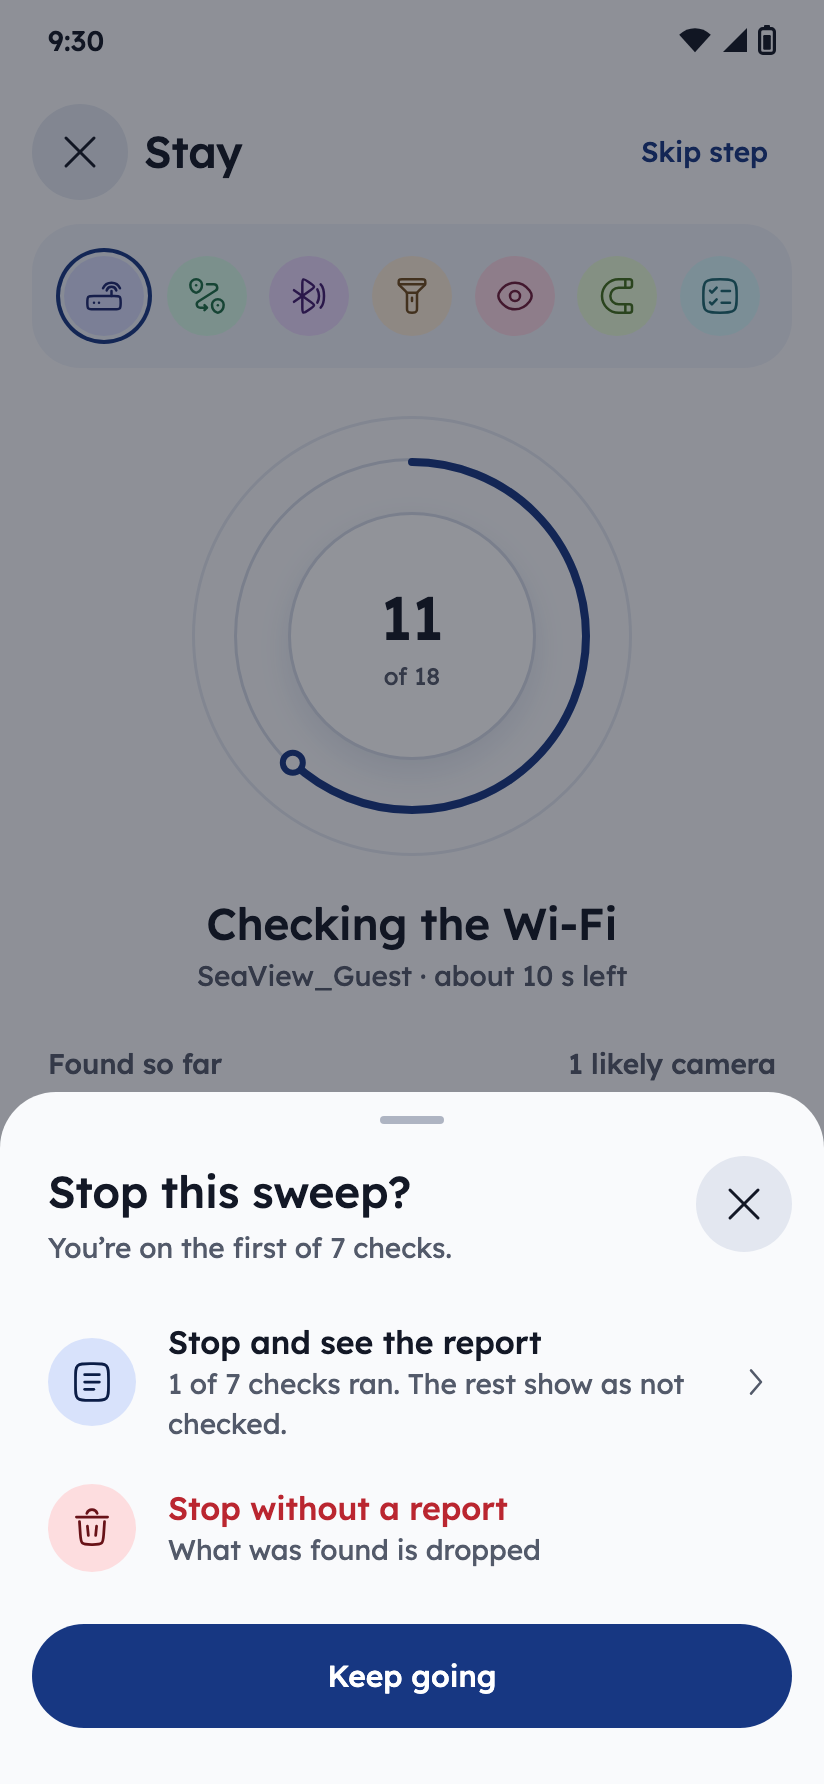 9:30
Stay
Skip step
11
of 18
Checking the Wi-Fi
SeaView_Guest · about 10 s left
Found so far
1 likely camera
Stop this sweep?
You’re on the first of 7 checks.
Stop and see the report
1 of 7 checks ran. The rest show as not
checked.
Stop without a report
What was found is dropped
Keep going